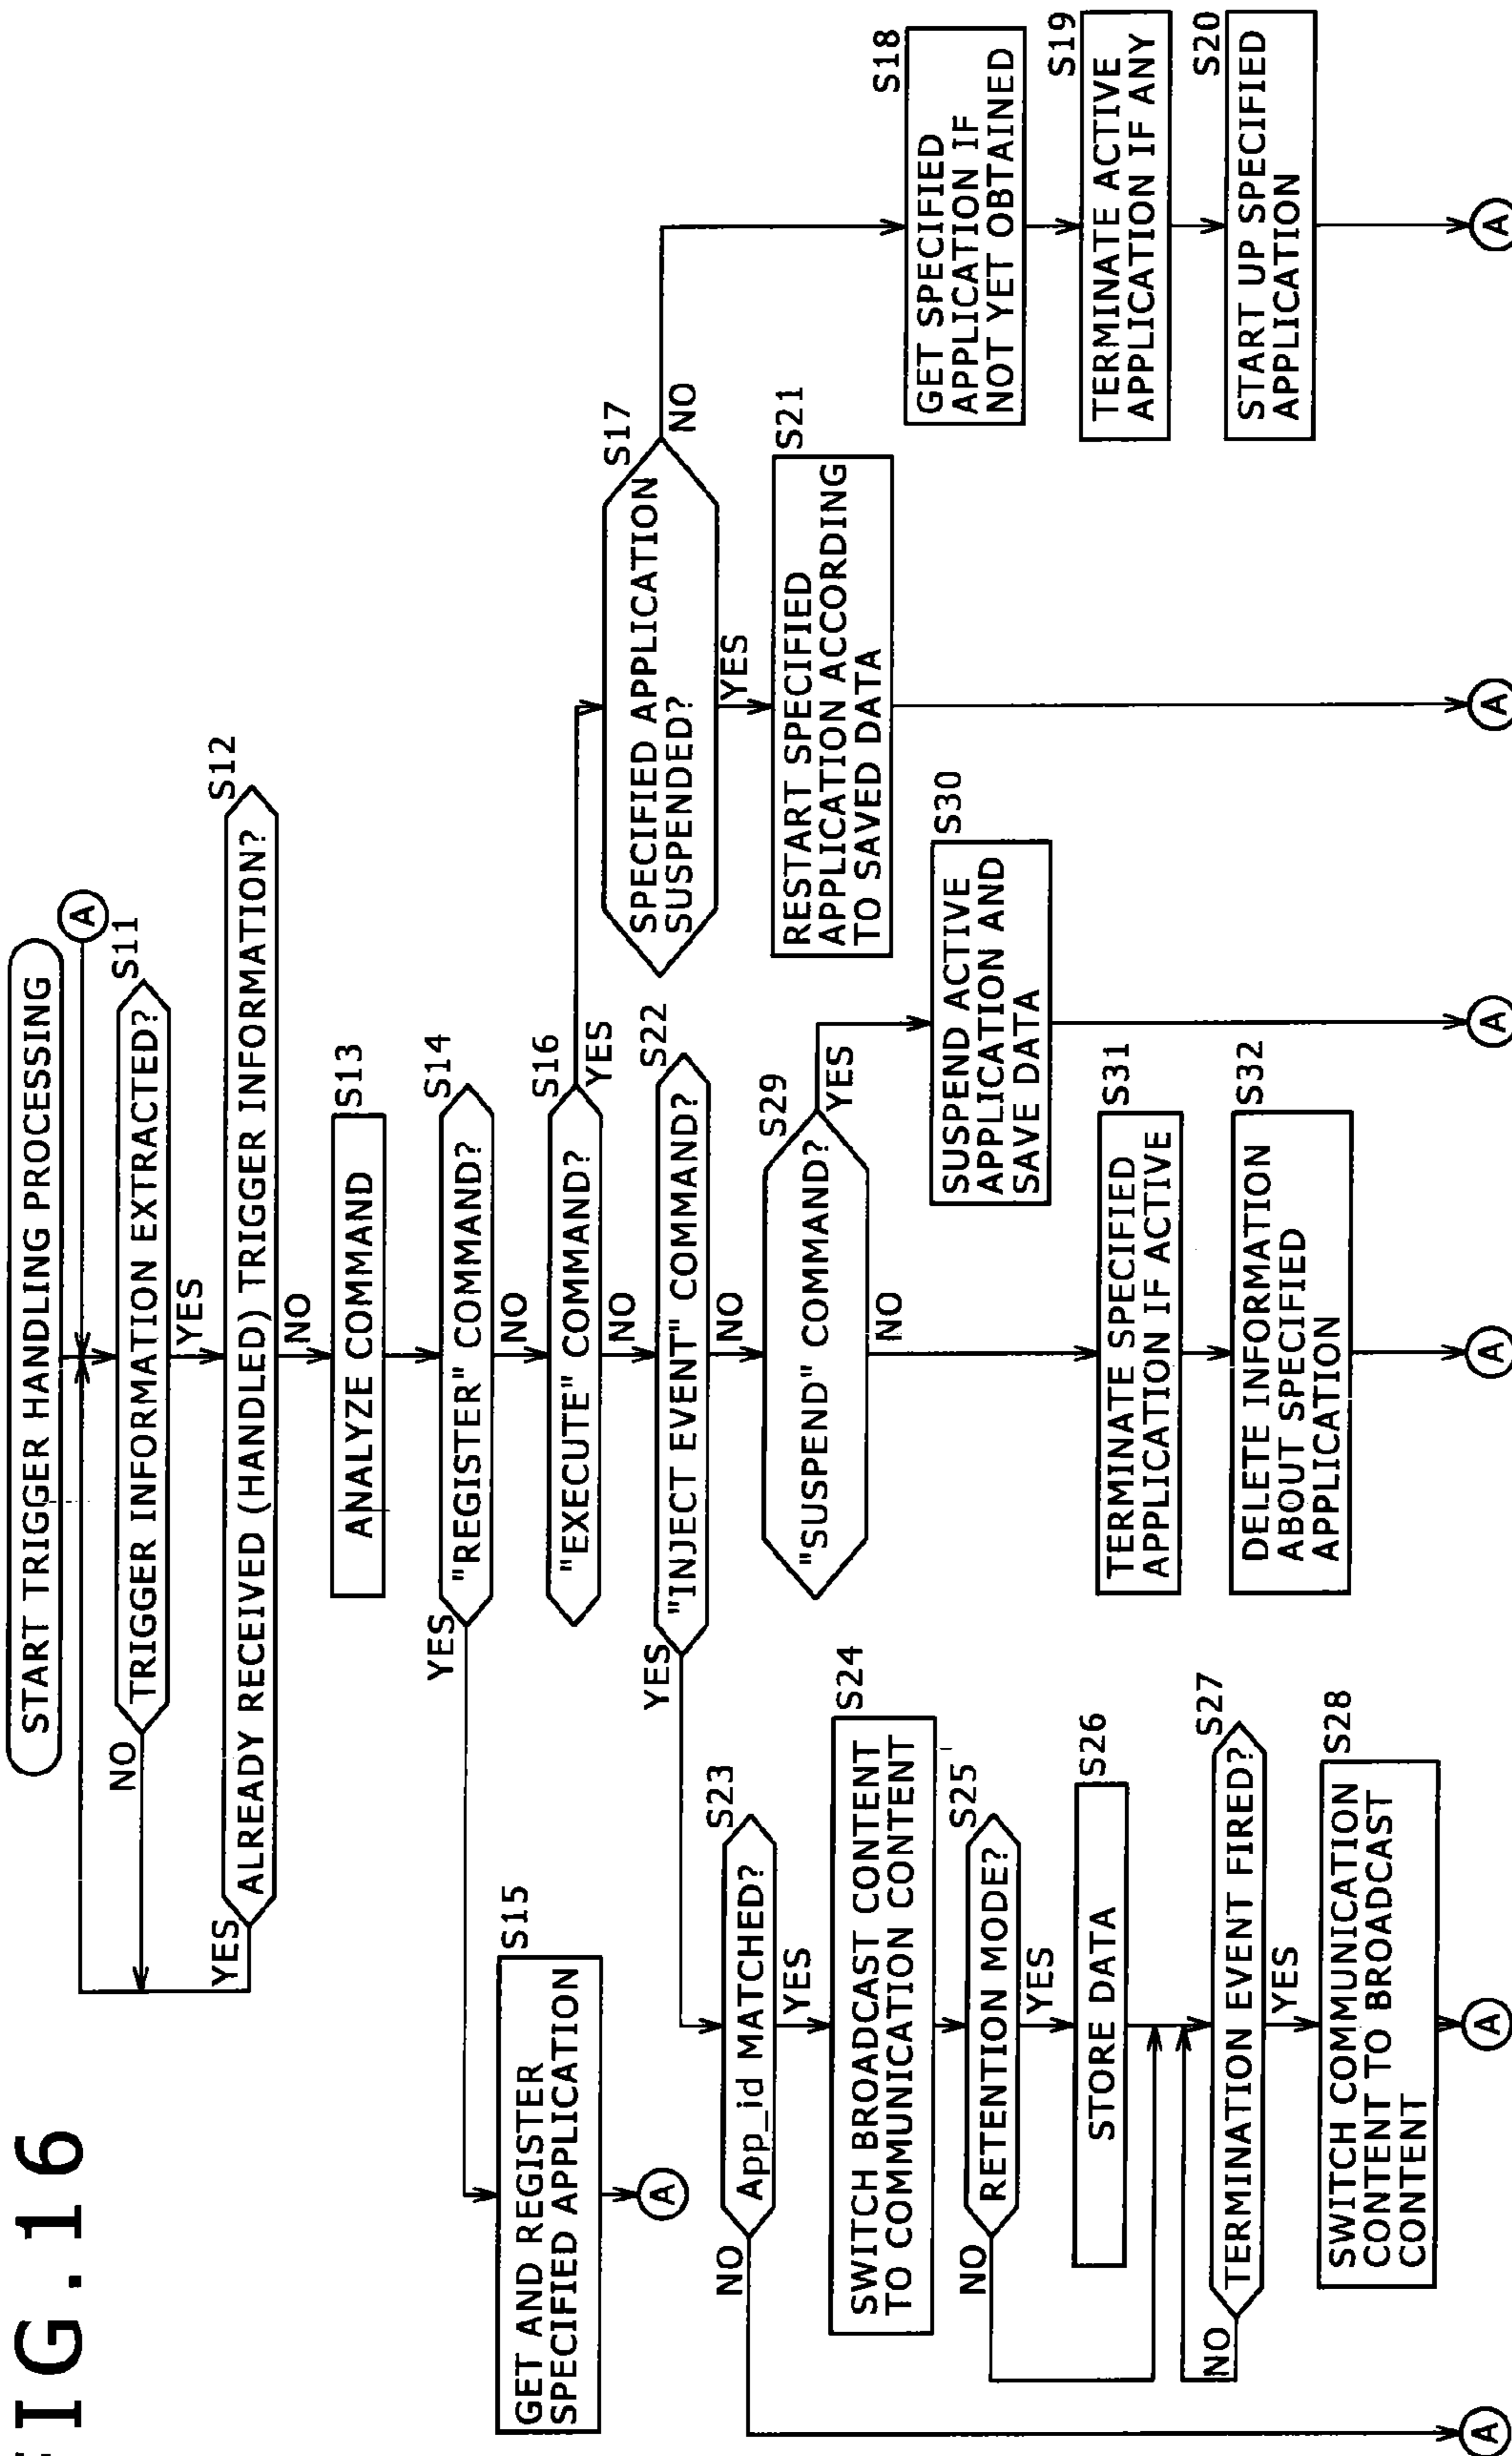 FIG.16
START TRIGGER HANDLING PROCESSING
A
S11
TRIGGER INFORMATION EXTRACTED?
NO
YES
S12
ALREADY RECEIVED (HANDLED) TRIGGER INFORMATION?
YES
NO
S13
ANALYZE COMMAND
S14
"REGISTER" COMMAND?
YES
NO
S15
GET AND REGISTER
SPECIFIED APPLICATION
A
S16
"EXECUTE" COMMAND?
YES
NO
S17
SPECIFIED APPLICATION
SUSPENDED?
NO
YES
S18
GET SPECIFIED
APPLICATION IF
NOT YET OBTAINED
S19
TERMINATE ACTIVE
APPLICATION IF ANY
S20
START UP SPECIFIED
APPLICATION
A
S21
RESTART SPECIFIED
APPLICATION ACCORDING
TO SAVED DATA
A
S22
"INJECT EVENT" COMMAND?
YES
NO
S23
App_id MATCHED?
NO
YES
S24
SWITCH BROADCAST CONTENT
TO COMMUNICATION CONTENT
S25
RETENTION MODE?
NO
YES
S26
STORE DATA
S27
TERMINATION EVENT FIRED?
NO
YES
S28
SWITCH COMMUNICATION
CONTENT TO BROADCAST
CONTENT
A
A
S29
"SUSPEND" COMMAND?
YES
NO
S30
SUSPEND ACTIVE
APPLICATION AND
SAVE DATA
A
S31
TERMINATE SPECIFIED
APPLICATION IF ACTIVE
S32
DELETE INFORMATION
ABOUT SPECIFIED
APPLICATION
A